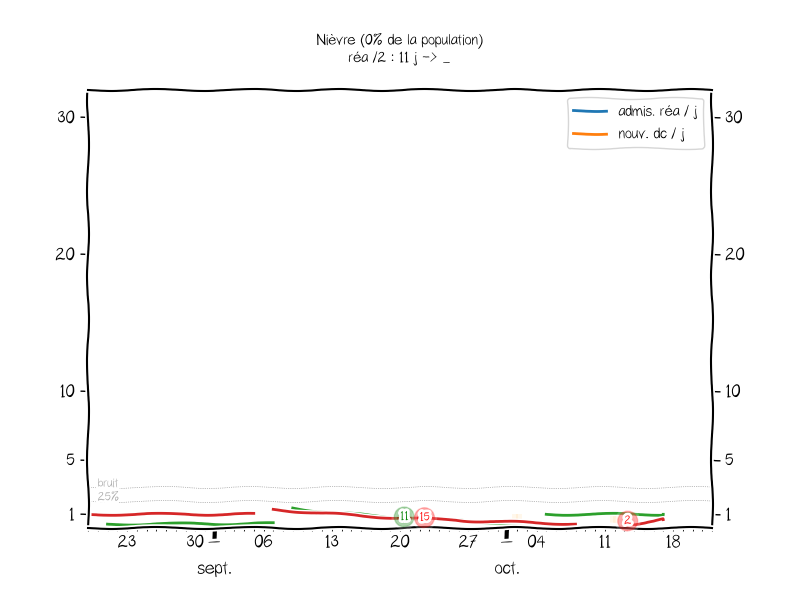 Nièvre (0% de la population)
réa /2 : 11 j -> _
admis. réa / j
nouv. dc / j
30 30
20 20
10 10
5 5
bruit
25%
1 1
11 15 2
23 30 06 13 20 27 04 11 18
sept. oct.